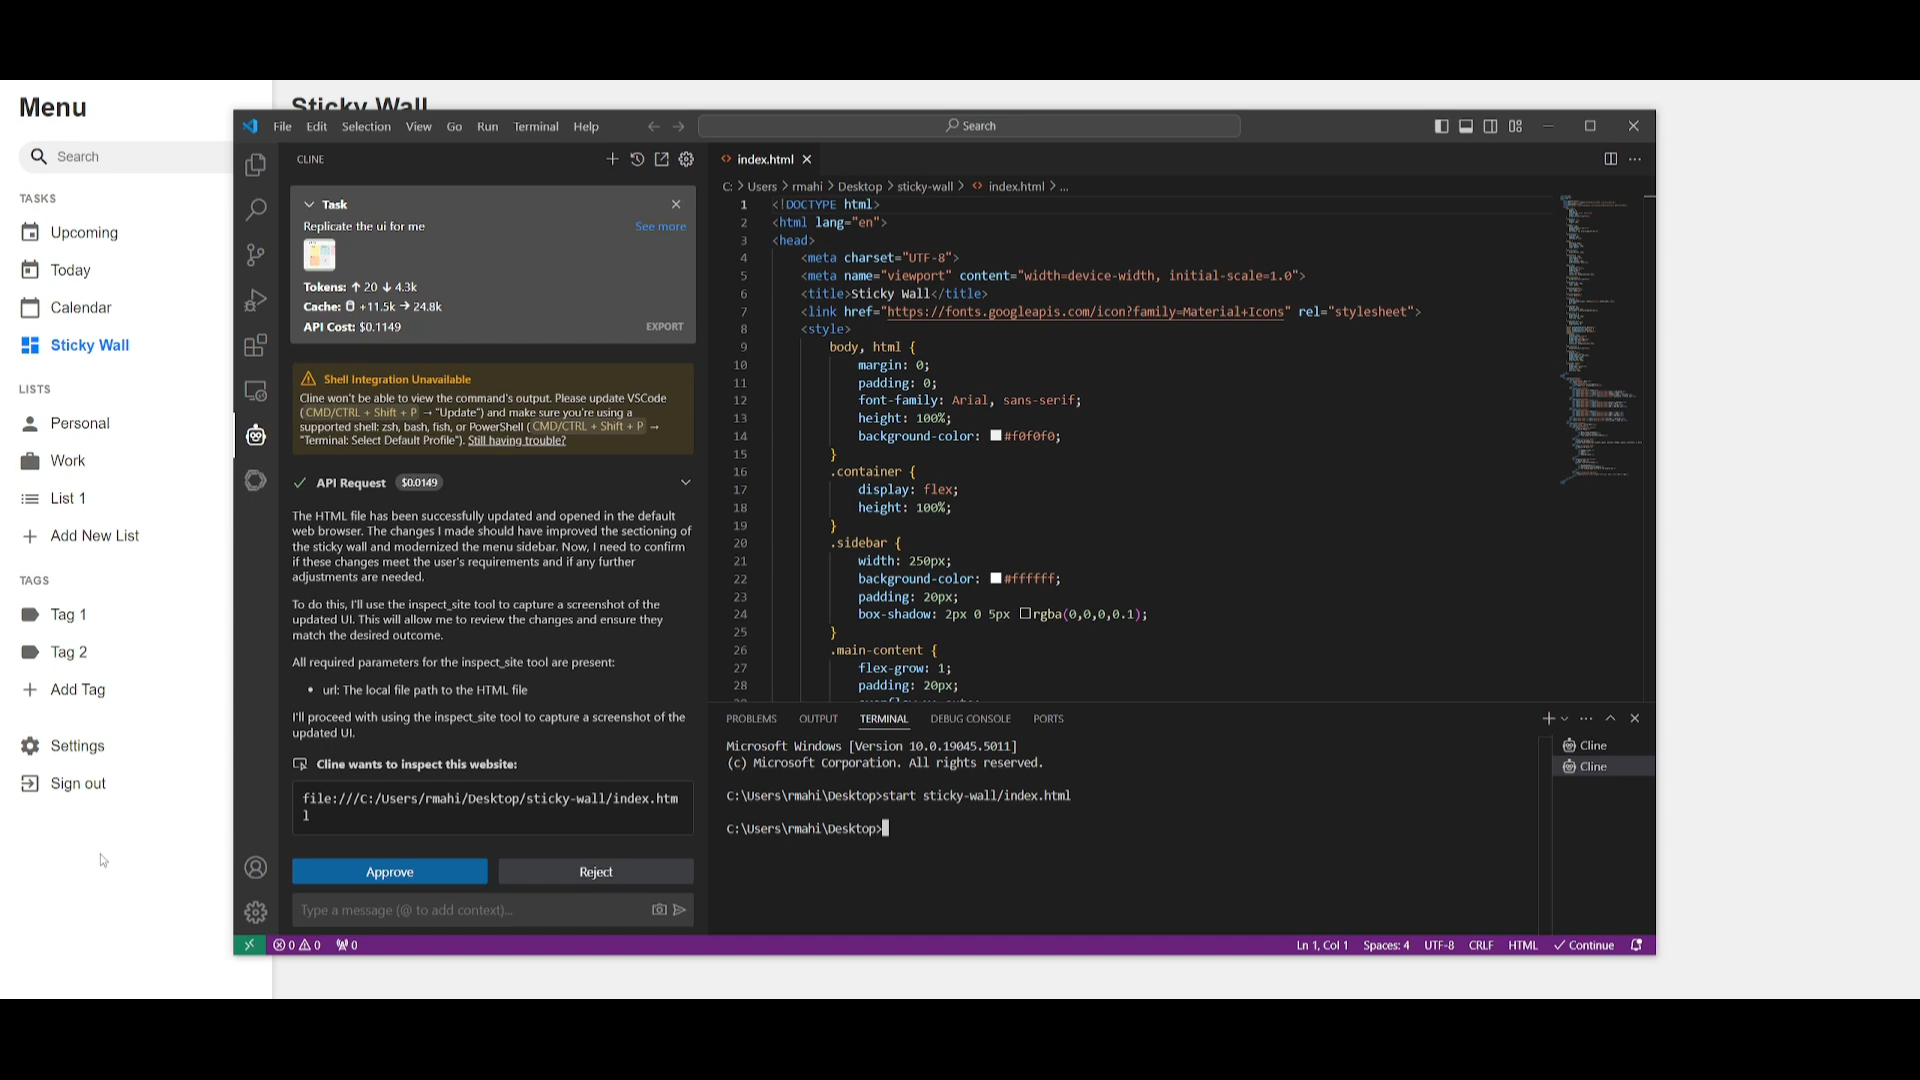 Menu
Search
TASKS
Upcoming
Today
Calendar
Sticky Wall
LISTS
Personal
Work
List 1
Add New List
TAGS
Tag 1
Tag 2
Add Tag
Settings
Sign out
Sticky Wall
File Edit Selection View Go Run Terminal Help
Search
CLINE
Task
Replicate the ui for me See more
Tokens: ↑ 20 ↓ 4.3k
Cache: +11.5k → 24.8k
API Cost: $0.1149 EXPORT
Shell Integration Unavailable
Cline won't be able to view the command's output. Please update VSCode
(CMD/CTRL + Shift + P → "Update") and make sure you're using a
supported shell: zsh, bash, fish, or PowerShell (CMD/CTRL + Shift + P →
"Terminal: Select Default Profile"). Still having trouble?
API Request $0.0149
The HTML file has been successfully updated and opened in the default
web browser. The changes I made should have improved the sectioning of
the sticky wall and modernized the menu sidebar. Now, I need to confirm
if these changes meet the user's requirements and if any further
adjustments are needed.
To do this, I'll use the inspect_site tool to capture a screenshot of the
updated UI. This will allow me to review the changes and ensure they
match the desired outcome.
All required parameters for the inspect_site tool are present:
• url: The local file path to the HTML file
I'll proceed with using the inspect_site tool to capture a screenshot of the
updated UI.
Cline wants to inspect this website:
file:///C:/Users/rmahi/Desktop/sticky-wall/index.htm
l
Approve Reject
Type a message (@ to add context)...
index.html
C: > Users > rmahi > Desktop > sticky-wall > index.html > ...
1 <!DOCTYPE html>
2 <html lang="en">
3 <head>
4 <meta charset="UTF-8">
5 <meta name="viewport" content="width=device-width, initial-scale=1.0">
6 <title>Sticky Wall</title>
7 <link href="https://fonts.googleapis.com/icon?family=Material+Icons" rel="stylesheet">
8 <style>
9 body, html {
10 margin: 0;
11 padding: 0;
12 font-family: Arial, sans-serif;
13 height: 100%;
14 background-color: #f0f0f0;
15 }
16 .container {
17 display: flex;
18 height: 100%;
19 }
20 .sidebar {
21 width: 250px;
22 background-color: #ffffff;
23 padding: 20px;
24 box-shadow: 2px 0 5px rgba(0,0,0,0.1);
25 }
26 .main-content {
27 flex-grow: 1;
28 padding: 20px;
PROBLEMS OUTPUT TERMINAL DEBUG CONSOLE PORTS
Microsoft Windows [Version 10.0.19045.5011]
(c) Microsoft Corporation. All rights reserved.
C:\Users\rmahi\Desktop>start sticky-wall/index.html
C:\Users\rmahi\Desktop>
Cline
Cline
0 0 0 Ln 1, Col 1 Spaces: 4 UTF-8 CRLF HTML Continue